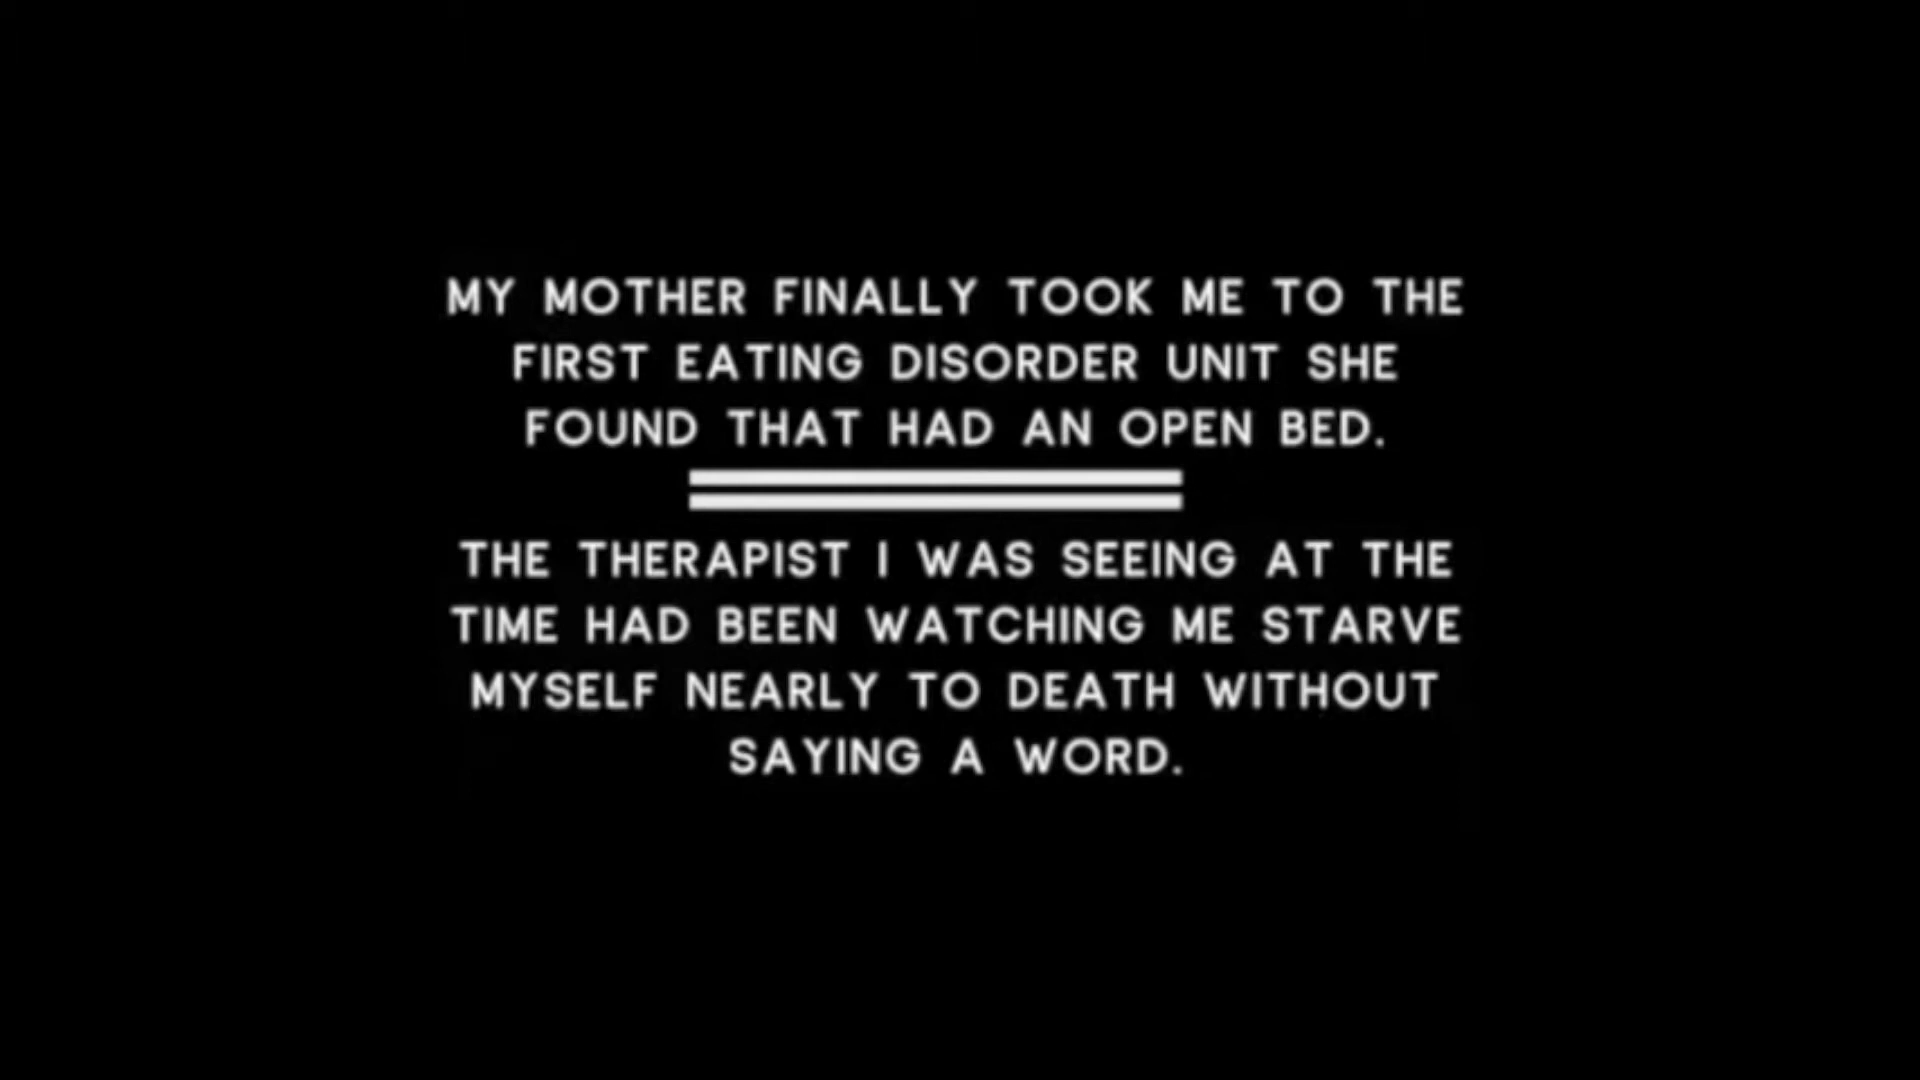 MY MOTHER FINALLY TOOK ME TO THE
FIRST EATING DISORDER UNIT SHE
FOUND THAT HAD AN OPEN BED.
THE THERAPIST I WAS SEEING AT THE
TIME HAD BEEN WATCHING ME STARVE
MYSELF NEARLY TO DEATH WITHOUT
SAYING A WORD.